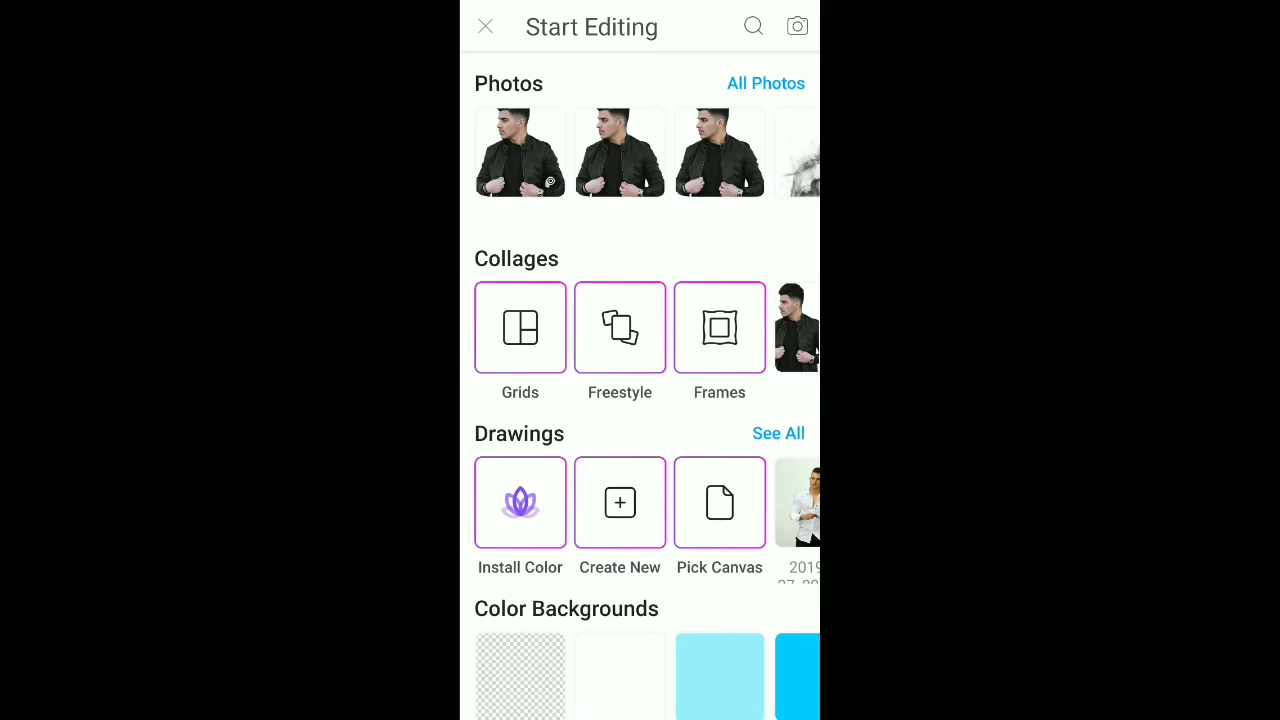 Start Editing
Photos
All Photos
Collages
Grids
Freestyle
Frames
Drawings
See All
Install Color
Create New
Pick Canvas
2019
Color Backgrounds